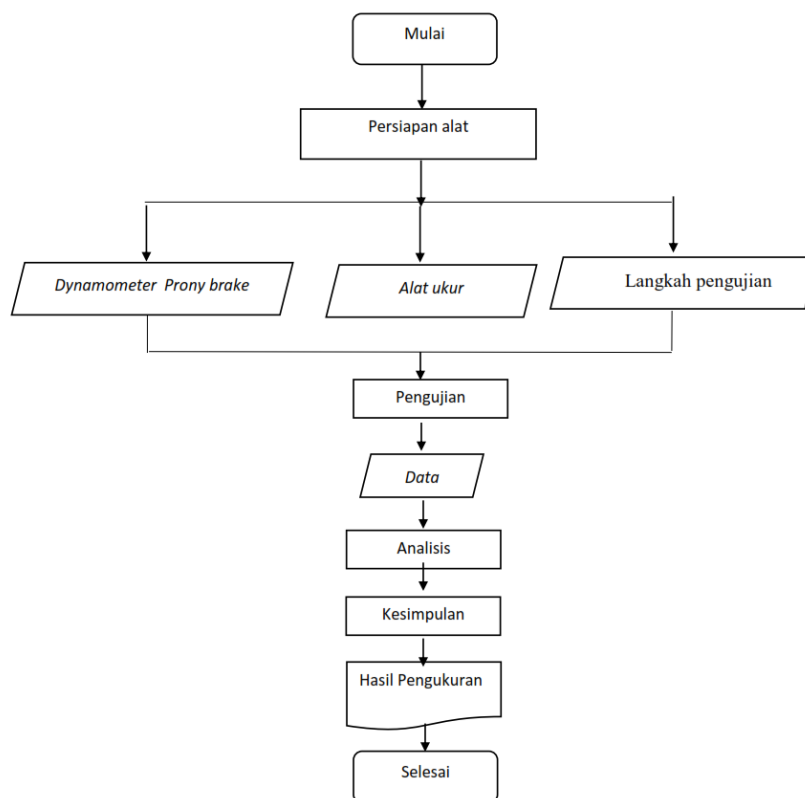 Mulai
Persiapan alat
Dynamometer Prony brake
Alat ukur
Langkah pengujian
Pengujian
Data
Analisis
Kesimpulan
Hasil Pengukuran
Selesai